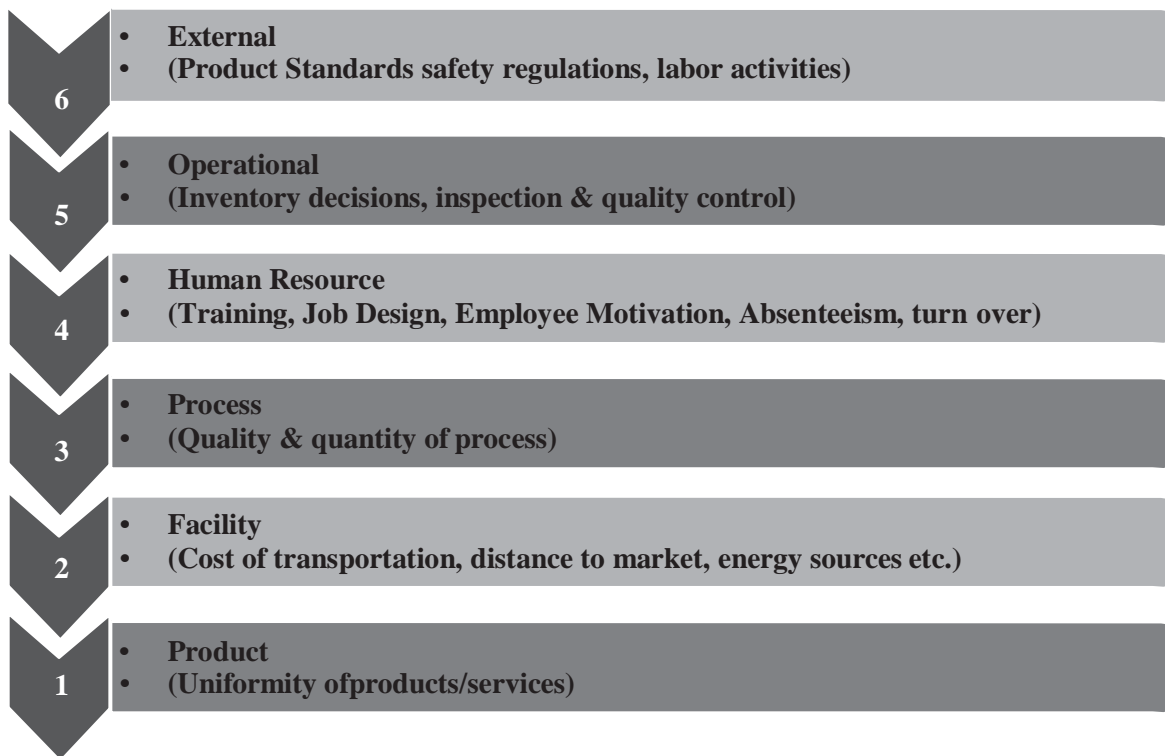 6
• External
• (Product Standards safety regulations, labor activities)
5
• Operational
• (Inventory decisions, inspection & quality control)
4
• Human Resource
• (Training, Job Design, Employee Motivation, Absenteeism, turn over)
3
• Process
• (Quality & quantity of process)
2
• Facility
• (Cost of transportation, distance to market, energy sources etc.)
1
• Product
• (Uniformity ofproducts/services)